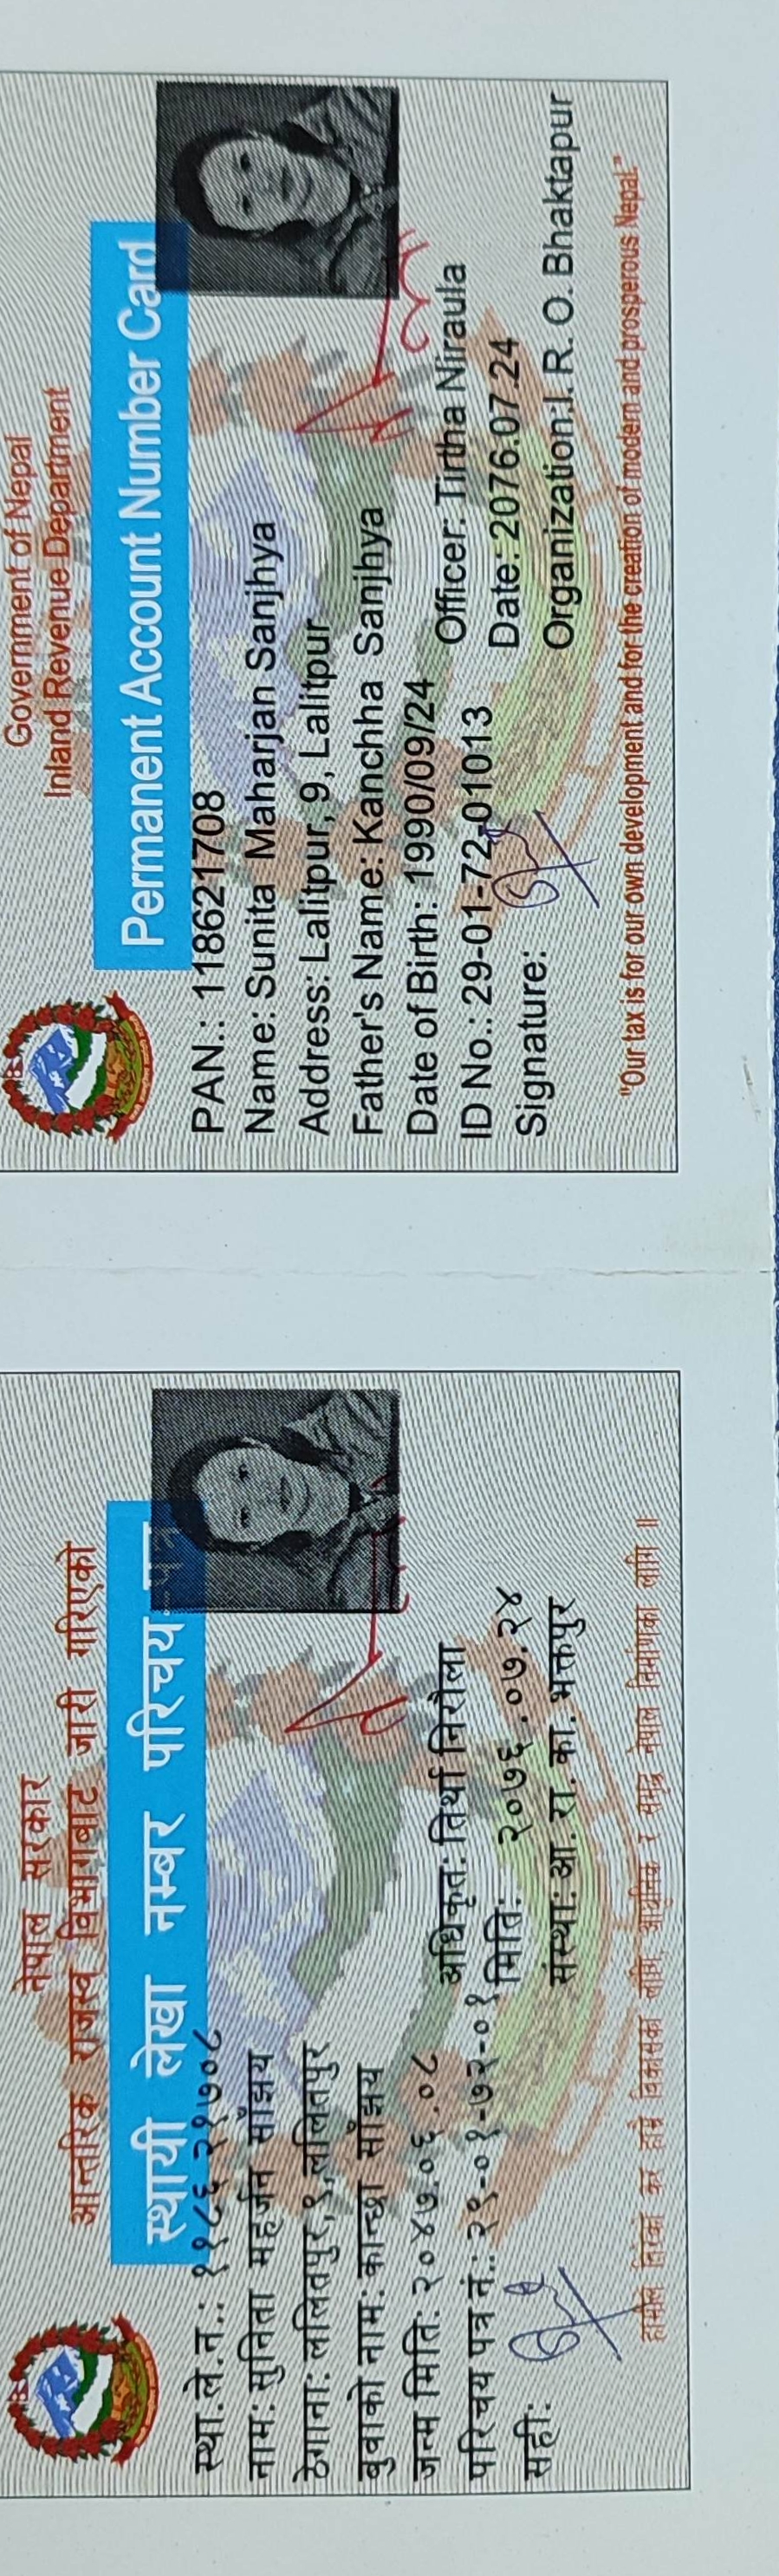 नेपाल सरकार
आन्तरिक राजस्व विभागबाट जारी गरिएको
स्थायी लेखा नम्बर परिचय-पत्र
स्था.ले.न.: ११८६२१७०८
नाम: सुनिता महर्जन साँझय
ठेगाना: ललितपुर,९,ललितपुर
बुवाको नाम: कान्छा साँझय
जन्म मिति: २०४७.०६.०८
परिचय पत्र नं.: २९-०१-७२-०१
सही:
अधिकृत: तिर्था निरौला
मिति: २०७६.०७.२४
संस्था: आ. रा. का. भक्तपुर
हामीले तिरेको कर हाम्रै विकासका लागि, आधुनिक र समृद्ध नेपाल निर्माणका लागि ॥
Government of Nepal
Inland Revenue Department
Permanent Account Number Card
PAN.: 118621708
Name: Sunita Maharjan Sanjhya
Address: Lalitpur, 9, Lalitpur
Father's Name: Kanchha Sanjhya
Date of Birth: 1990/09/24
ID No.: 29-01-72-01013
Signature:
Officer: Tirtha Niraula
Date: 2076.07.24
Organization:I. R. O. Bhaktapur
"Our tax is for our own development and for the creation of modern and prosperous Nepal."